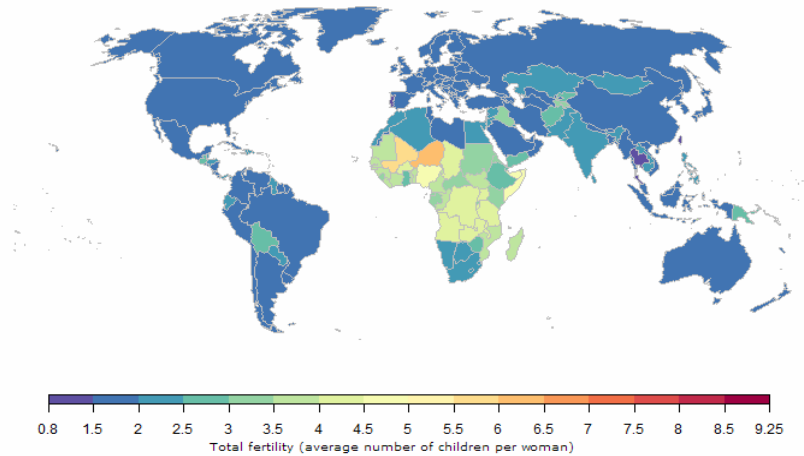 0.8 1.5 2 2.5 3 3.5 4 4.5 5 5.5 6 6.5 7 7.5 8 8.5 9.25
Total fertility (average number of children per woman)